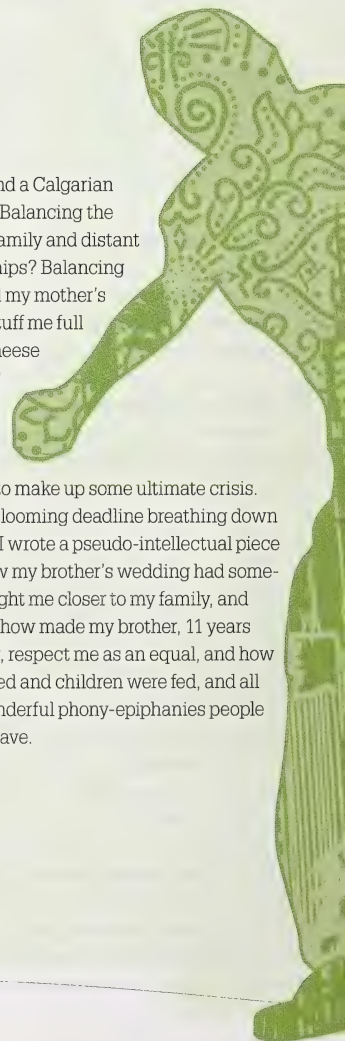 nd a Calgarian
Balancing the
amily and distant
hips? Balancing
l my mother's
tuff me full
heese
to make up some ultimate crisis.
looming deadline breathing down
I wrote a pseudo-intellectual piece
w my brother's wedding had some-
ght me closer to my family, and
how made my brother, 11 years
, respect me as an equal, and how
ed and children were fed, and all
nderful phony-epiphanies people
ave.